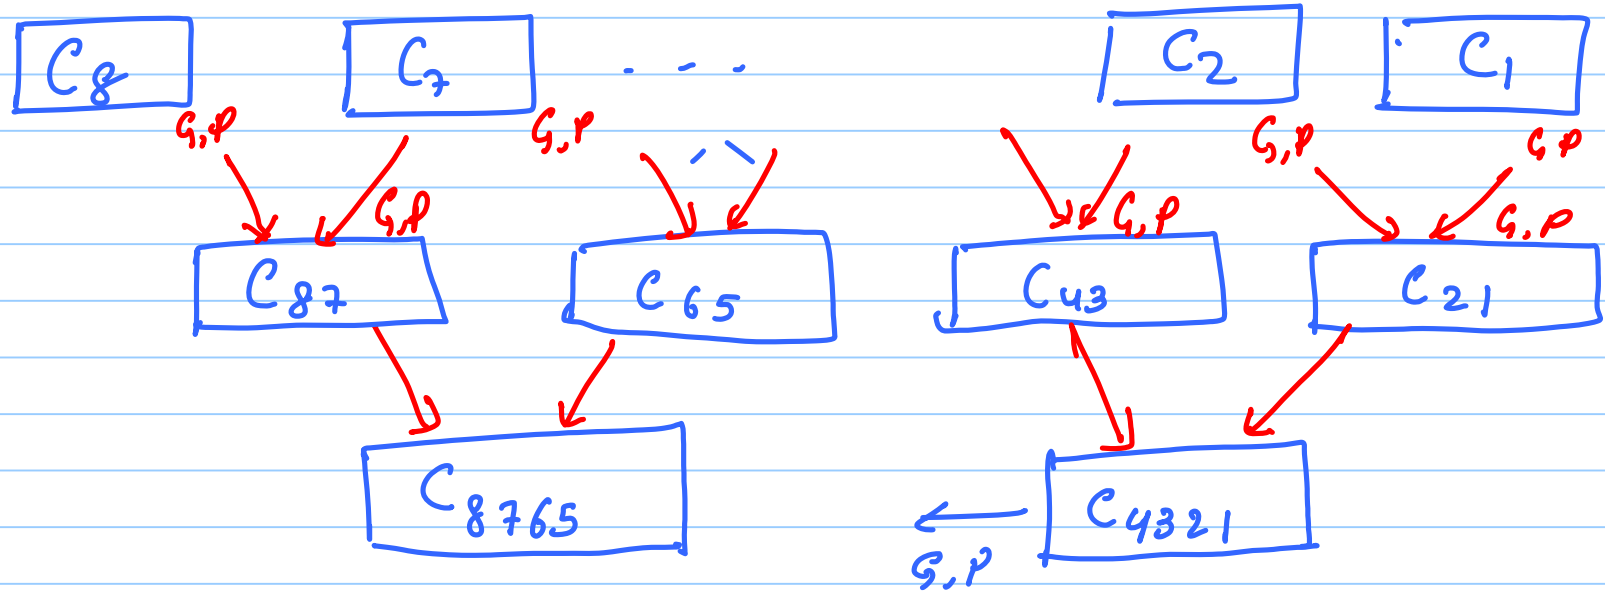 C8 C7 . . . C2 C1
G,P G,P G,P G,P
G,P G,P G,P
C87 C65 C43 C21
C8765 C4321
G,P